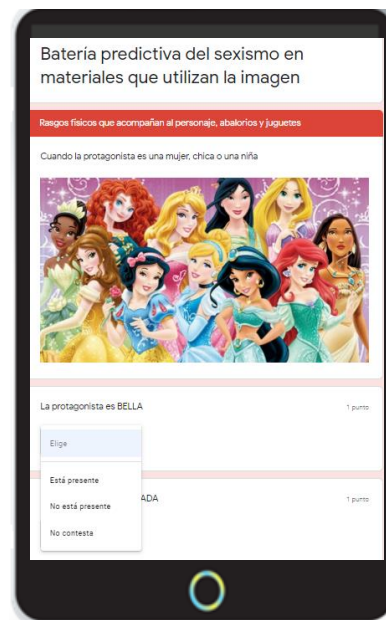 Batería predictiva del sexismo en
materiales que utilizan la imagen
Rasgos físicos que acompañan al personaje, abalorios y juguetes
Cuando la protagonista es una mujer, chica o una niña
La protagonista es BELLA 1 punto
Elige
Está presente
ADA 1 punto
No está presente
No contesta